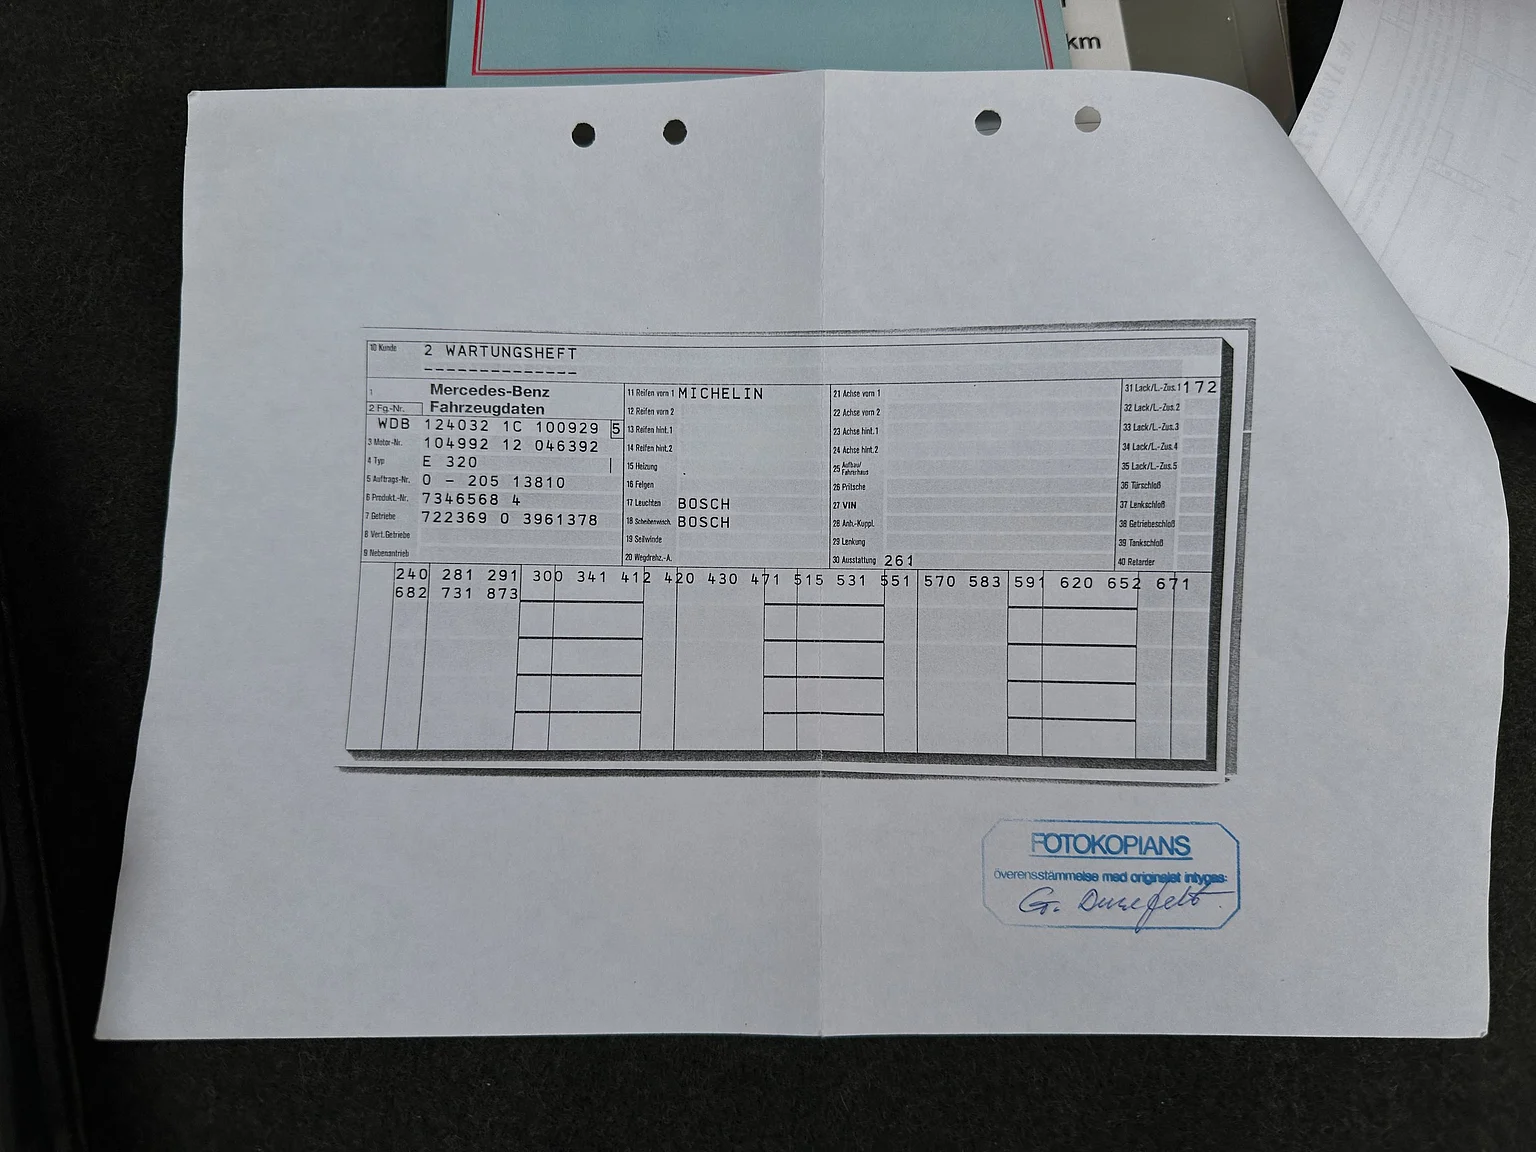 km
10 Kunde 2 WARTUNGSHEFT
--------------
1 Mercedes-Benz
2 Fg.-Nr. Fahrzeugdaten
WDB 124032 1C 100929 5
3 Motor-Nr. 104992 12 046392
4 Typ E 320
5 Auftrags-Nr. 0 - 205 13810
6 Produkt.-Nr. 7346568 4
7 Getriebe 722369 0 3961378
8 Vert.Getriebe
9 Nebenantrieb
11 Reifen vorn 1 MICHELIN
12 Reifen vorn 2
13 Reifen hint.1
14 Reifen hint.2
15 Heizung
16 Felgen
17 Leuchten BOSCH
18 Scheibenwisch. BOSCH
19 Seilwinde
20 Wegdrehz.-A.
21 Achse vorn 1
22 Achse vorn 2
23 Achse hint.1
24 Achse hint.2
25 Aufbau/
Fahrerhaus
26 Pritsche
27 VIN
28 Anh.-Kuppl.
29 Lenkung
30 Ausstattung 261
31 Lack/L.-Zus.1 172
32 Lack/L.-Zus.2
33 Lack/L.-Zus.3
34 Lack/L.-Zus.4
35 Lack/L.-Zus.5
36 Türschloß
37 Lenkschloß
38 Getriebeschloß
39 Tankschloß
40 Retarder
240 281 291 300 341 412 420 430 471 515 531 551 570 583 591 620 652 671
682 731 873
FOTOKOPIANS
överensstämmelse med originalet intygas:
G.